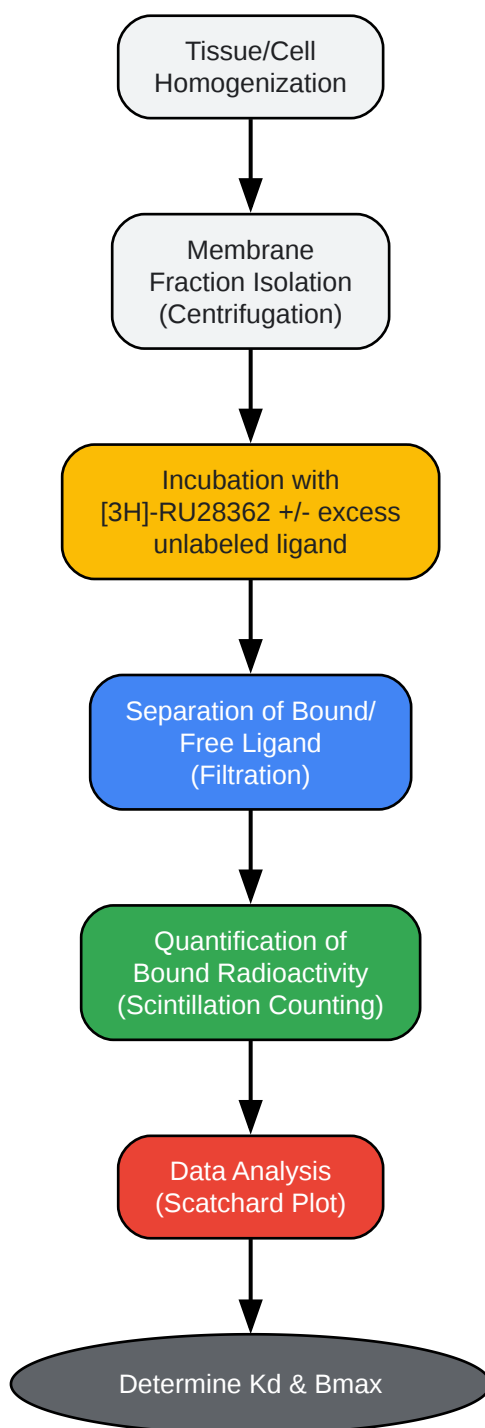 Tissue/Cell
Homogenization
Membrane
Fraction Isolation
(Centrifugation)
Incubation with
[3H]-RU28362 +/- excess
unlabeled ligand
Separation of Bound/
Free Ligand
(Filtration)
Quantification of
Bound Radioactivity
(Scintillation Counting)
Data Analysis
(Scatchard Plot)
Determine Kd & Bmax